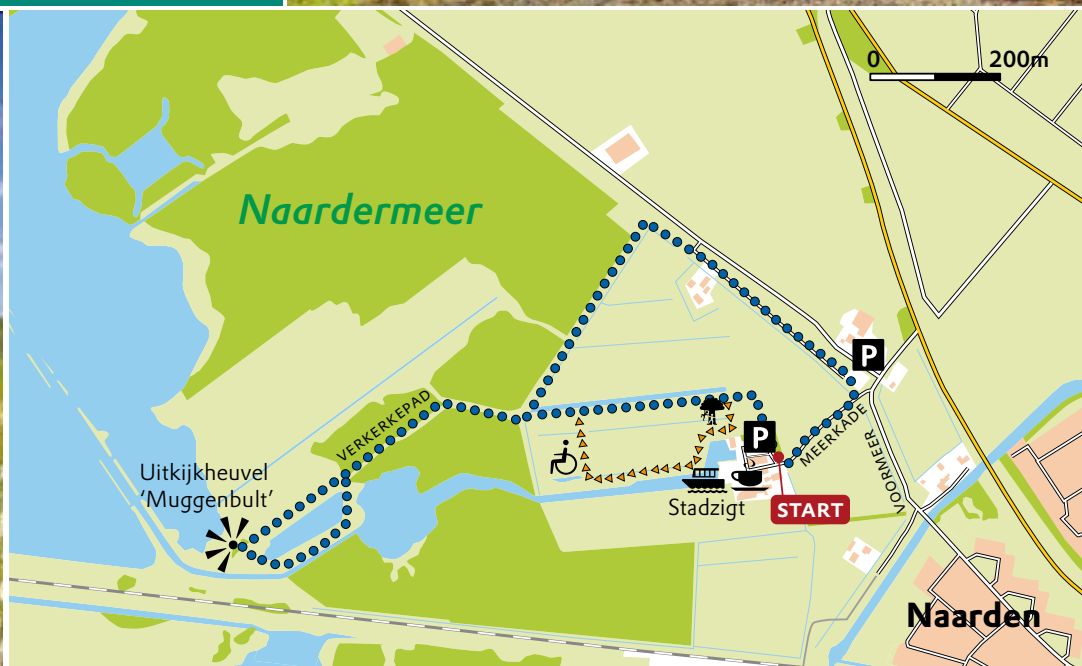 0 200m
Naardermeer
P
MEERKADE
VERKERKEPAD
P
VOORMEER
Uitkijkheuvel
'Muggenbult'
Stadzigt
START
Naarden